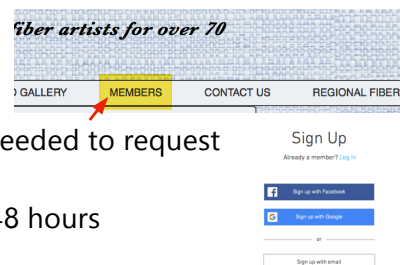 fiber artists for over 70
GALLERY MEMBERS CONTACT US REGIONAL FIBER
needed to request
Sign Up
Already a member? Log In
Sign up with Facebook
Sign up with Google
8 hours
or
Sign up with email